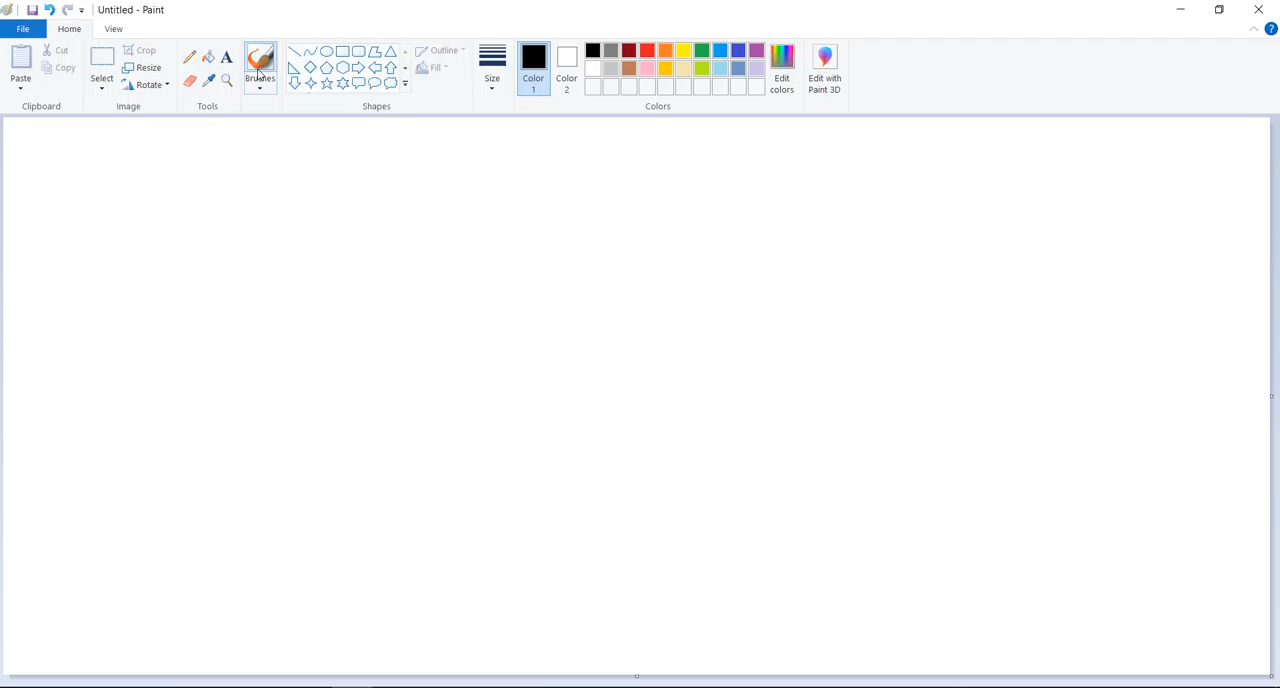 Untitled - Paint
File Home View
Paste
Cut
Copy
Clipboard
Select
Crop
Resize
Rotate
Image
A
Tools
Brushes
Outline
Fill
Shapes
Size
Color 1
Color 2
Edit colors
Colors
Edit with Paint 3D
?